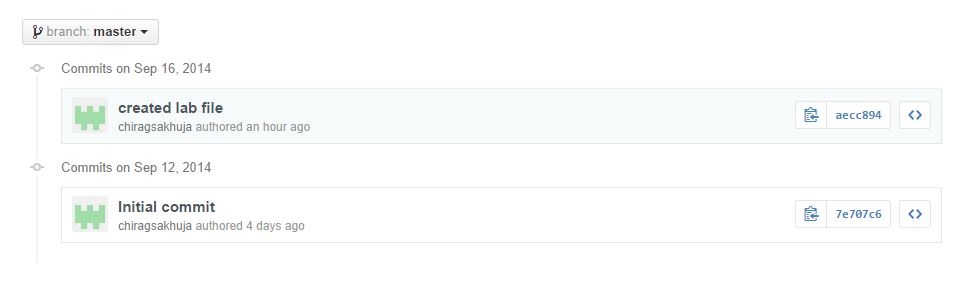 branch: master
Commits on Sep 16, 2014
created lab file
chiragsakhuja authored an hour ago
aecc894
Commits on Sep 12, 2014
Initial commit
chiragsakhuja authored 4 days ago
7e707c6